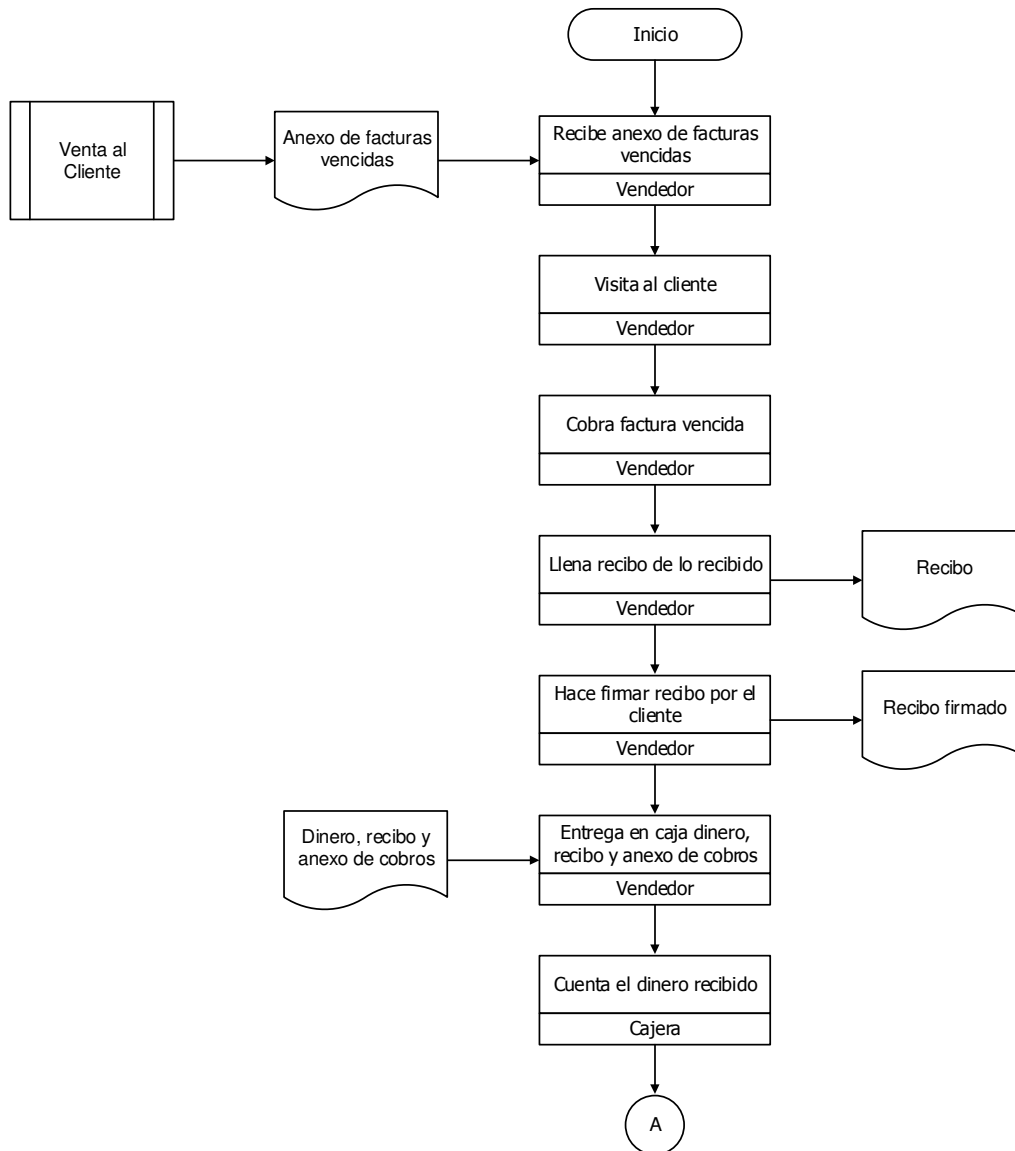 Inicio
Venta al
Cliente
Anexo de facturas
vencidas
Recibe anexo de facturas
vencidas
Vendedor
Visita al cliente
Vendedor
Cobra factura vencida
Vendedor
Llena recibo de lo recibido
Vendedor
Recibo
Hace firmar recibo por el
cliente
Vendedor
Recibo firmado
Dinero, recibo y
anexo de cobros
Entrega en caja dinero,
recibo y anexo de cobros
Vendedor
Cuenta el dinero recibido
Cajera
A